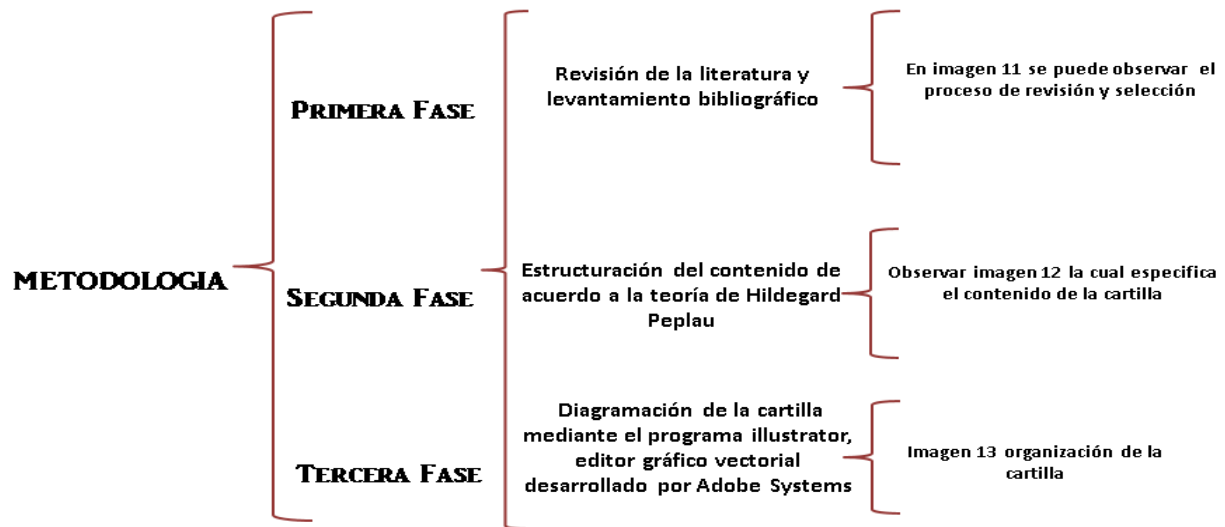 METODOLOGIA
PRIMERA FASE
Revisión de la literatura y
levantamiento bibliográfico
En imagen 11 se puede observar el
proceso de revisión y selección
SEGUNDA FASE
Estructuración del contenido de
acuerdo a la teoría de Hildegard
Peplau
Observar imagen 12 la cual especifica
el contenido de la cartilla
TERCERA FASE
Diagramación de la cartilla
mediante el programa illustrator,
editor gráfico vectorial
desarrollado por Adobe Systems
Imagen 13 organización de la
cartilla